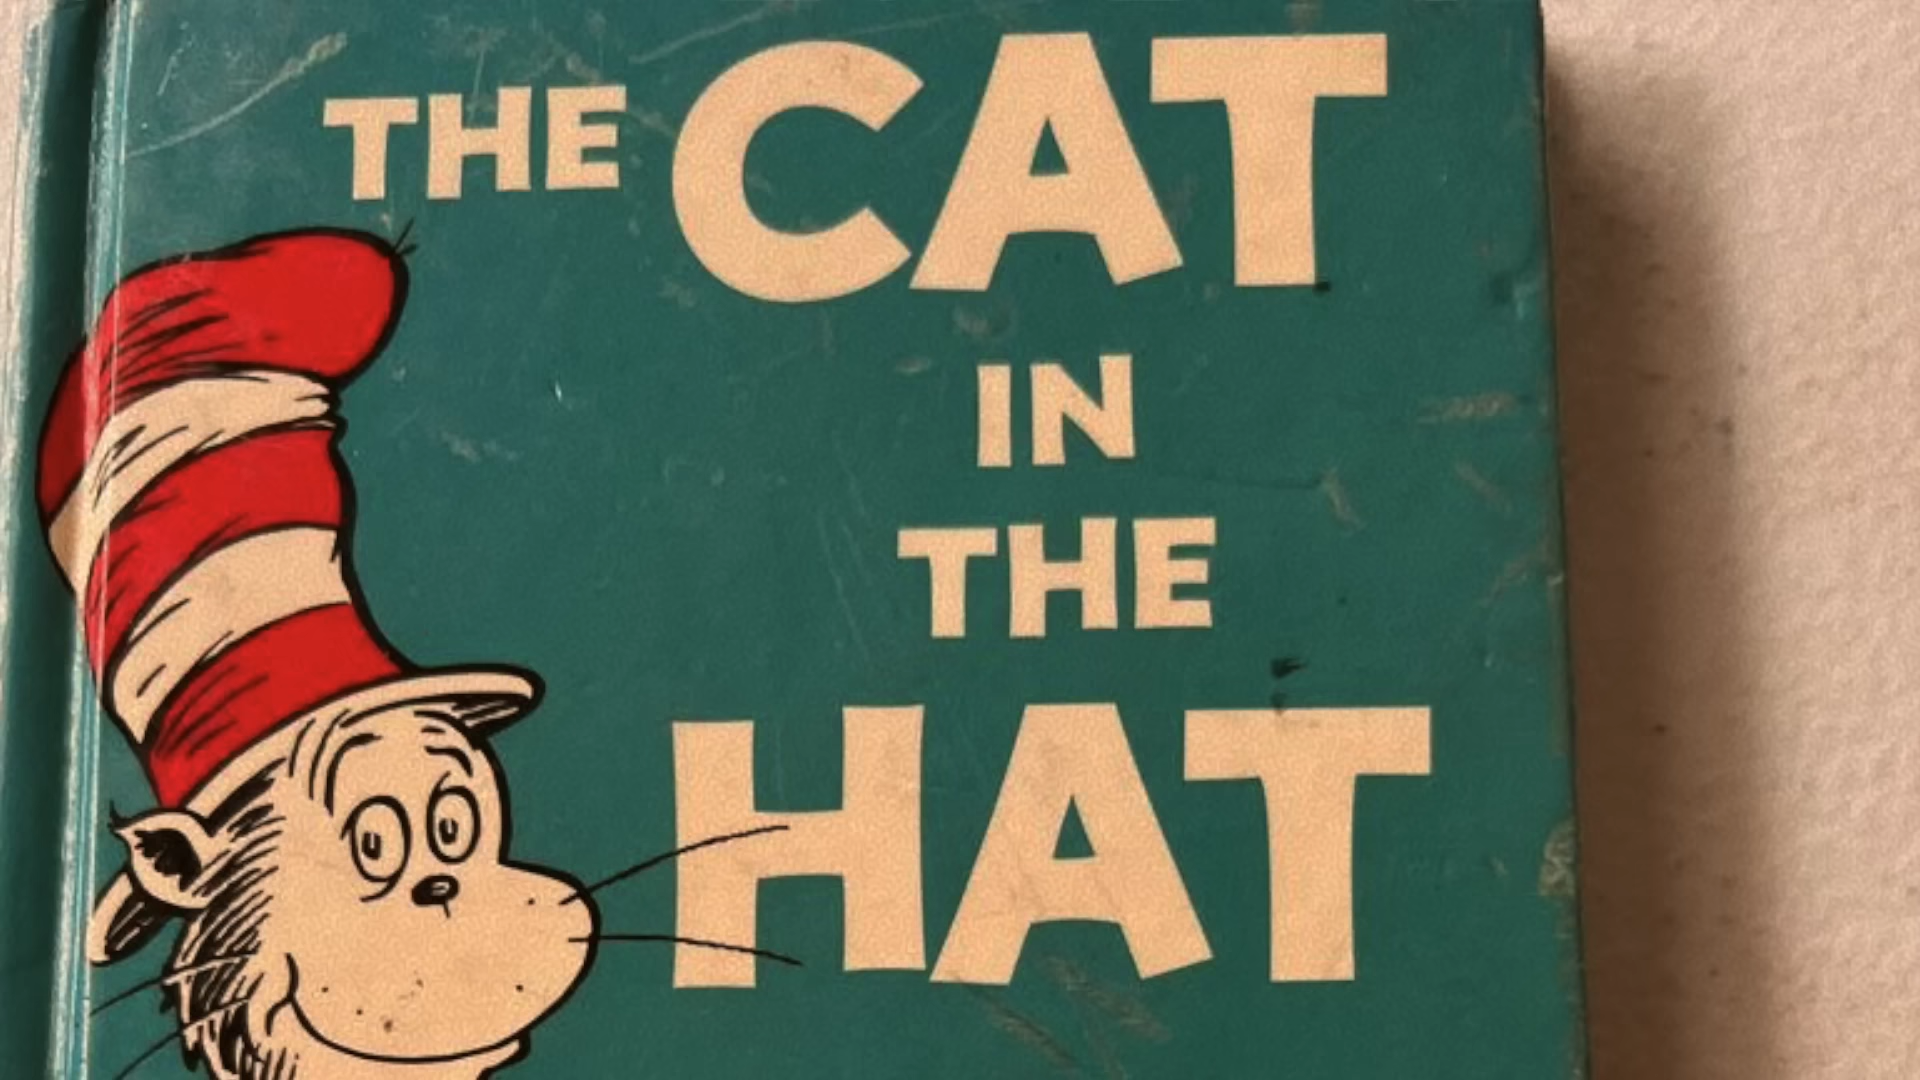 THE CAT
IN
THE
HAT